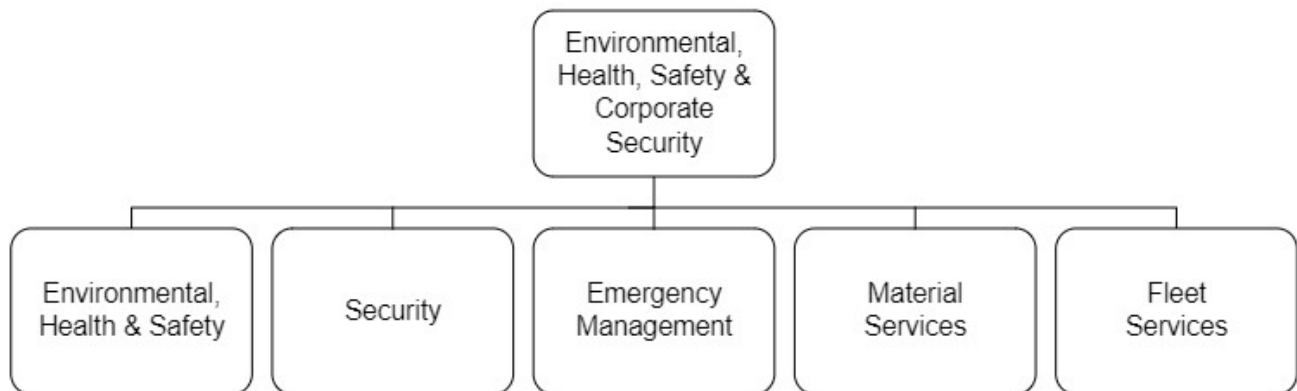 Environmental,
Health, Safety &
Corporate
Security
Environmental,
Health & Safety
Security
Emergency
Management
Material
Services
Fleet
Services